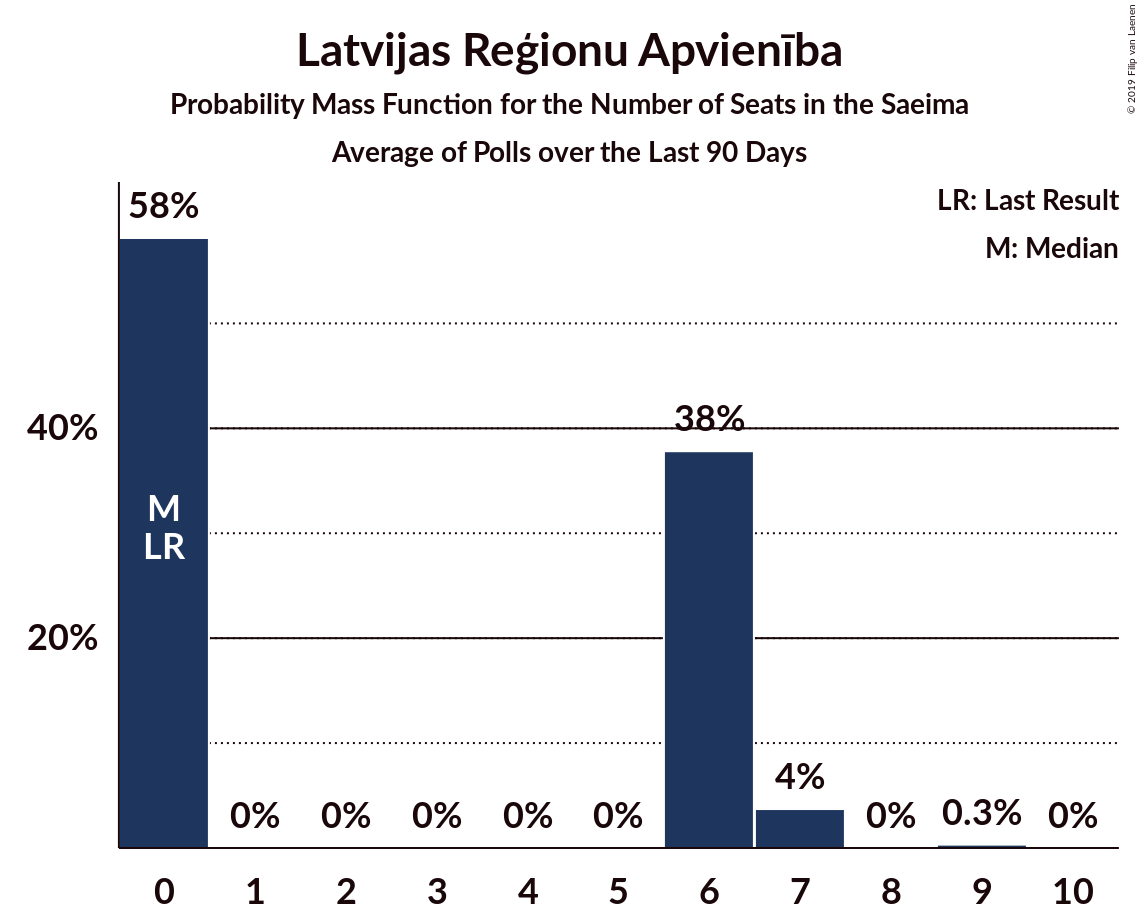 Latvijas Reģionu Apvienība
Probability Mass Function for the Number of Seats in the Saeima
Average of Polls over the Last 90 Days
© 2019 Filip van Laenen
LR: Last Result
M: Median
58%
40%
38%
M
LR
20%
4%
0% 0% 0% 0% 0% 0% 0.3% 0%
0 1 2 3 4 5 6 7 8 9 10